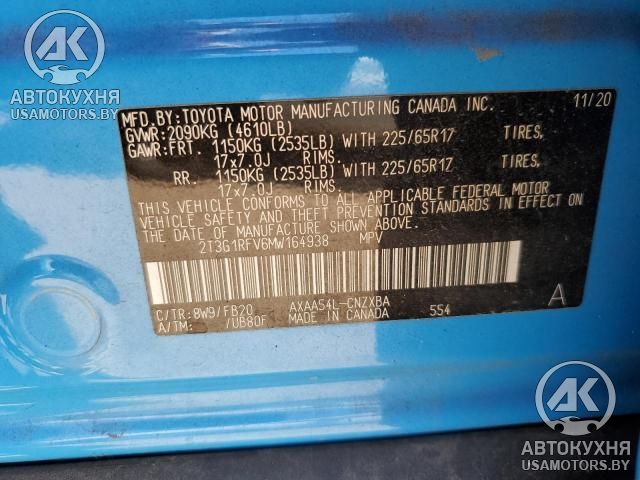 AK
АВТОКУХНЯ
USAMOTORS.BY
MFD.BY:TOYOTA MOTOR MANUFACTURING CANADA INC. 11/20
GVWR:2090KG (4610LB)
GAWR:FRT. 1150KG (2535LB) WITH 225/65R17 TIRES,
17x7.0J RIMS.
RR. 1150KG (2535LB) WITH 225/65R17 TIRES,
17x7.0J RIMS.
THIS VEHICLE CONFORMS TO ALL APPLICABLE FEDERAL MOTOR
VEHICLE SAFETY AND THEFT PREVENTION STANDARDS IN EFFECT ON
THE DATE OF MANUFACTURE SHOWN ABOVE.
2T3G1RFV6MW164938 MPV
C/TR:8W9/FB20 AXAA54L-CNZXBA A
A/TM: /UB80F MADE IN CANADA 554
AK
АВТОКУХНЯ
USAMOTORS.BY